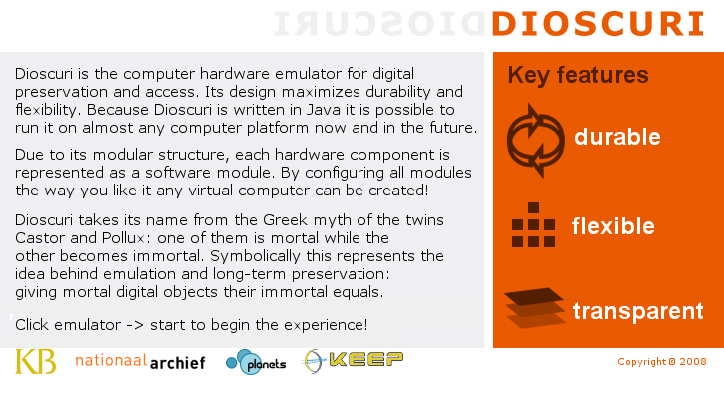 DIOSCURI DIOSCURI DIOSCURI
Dioscuri is the computer hardware emulator for digital
preservation and access. Its design maximizes durability and
flexibility. Because Dioscuri is written in Java it is possible to
run it on almost any computer platform now and in the future.
Due to its modular structure, each hardware component is
represented as a software module. By configuring all modules
the way you like it any virtual computer can be created!
Dioscuri takes its name from the Greek myth of the twins
Castor and Pollux: one of them is mortal while the
other becomes immortal. Symbolically this represents the
idea behind emulation and long-term preservation:
giving mortal digital objects their immortal equals.
Click emulator -> start to begin the experience!
Key features
durable
flexible
transparent
KB nationaal archief planets KEEP
Copyright © 2008